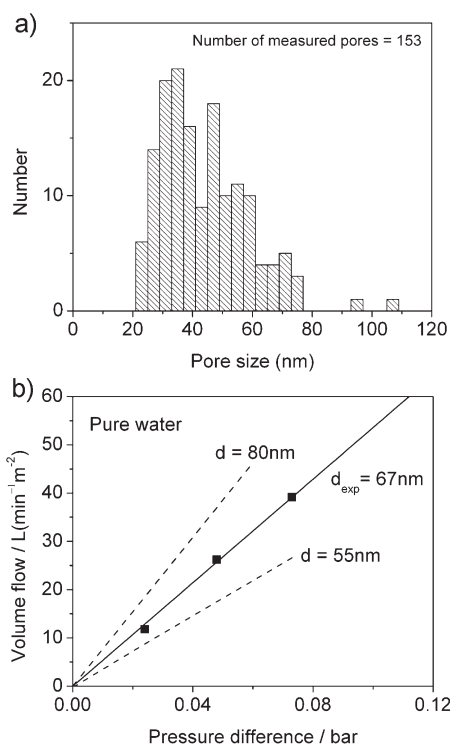 a)
Number of measured pores = 153
20
10
0
Number
0 20 40 60 80 100 120
Pore size (nm)
b)
60
50
40
30
20
10
0
Volume flow / L(min⁻¹m⁻²)
Pure water
d = 80nm
d_exp = 67nm
d = 55nm
0.00 0.04 0.08 0.12
Pressure difference / bar